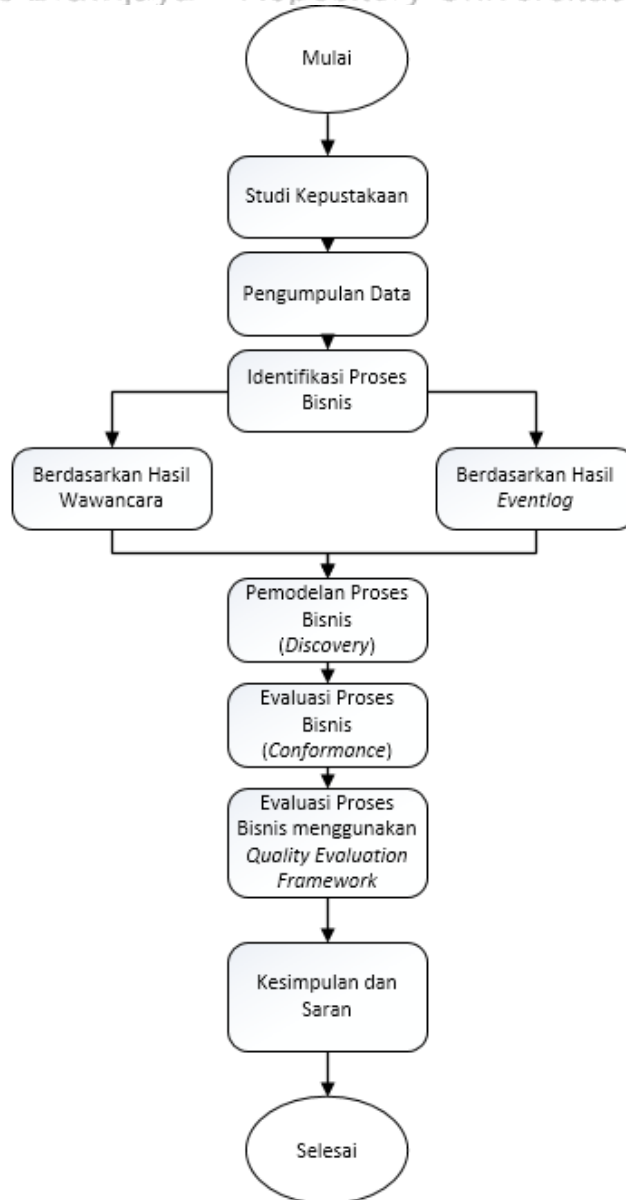 Mulai
Studi Kepustakaan
Pengumpulan Data
Identifikasi Proses
Bisnis
Berdasarkan Hasil
Wawancara
Berdasarkan Hasil
Eventlog
Pemodelan Proses
Bisnis
(Discovery)
Evaluasi Proses
Bisnis
(Conformance)
Evaluasi Proses
Bisnis menggunakan
Quality Evaluation
Framework
Kesimpulan dan
Saran
Selesai